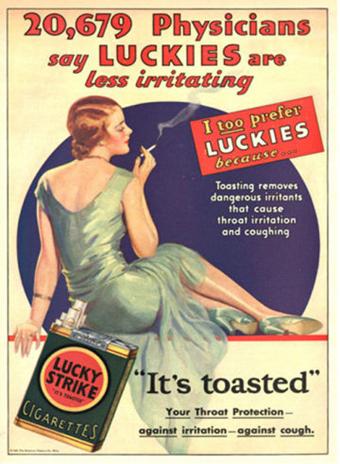 20,679 Physicians
say LUCKIES are
less irritating
I too prefer
LUCKIES
because...
Toasting removes
dangerous irritants
that cause
throat irritation
and coughing
LUCKY
STRIKE
"IT'S TOASTED"
CIGARETTES
"It's toasted"
Your Throat Protection—
against irritation—against cough.